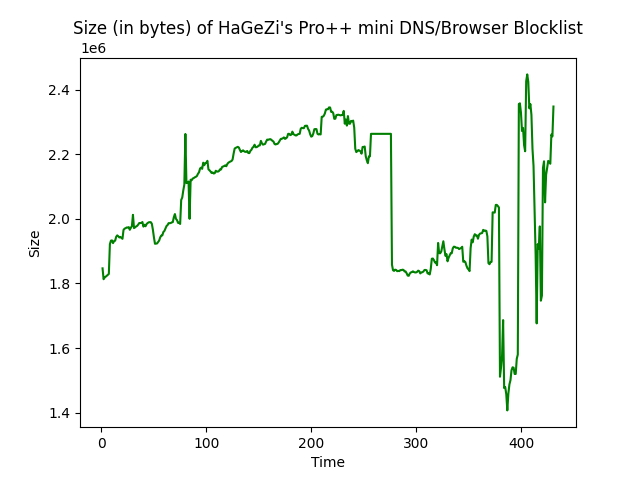 Size (in bytes) of HaGeZi's Pro++ mini DNS/Browser Blocklist
1e6
2.4
2.2
2.0
1.8
1.6
1.4
Size
0 100 200 300 400
Time